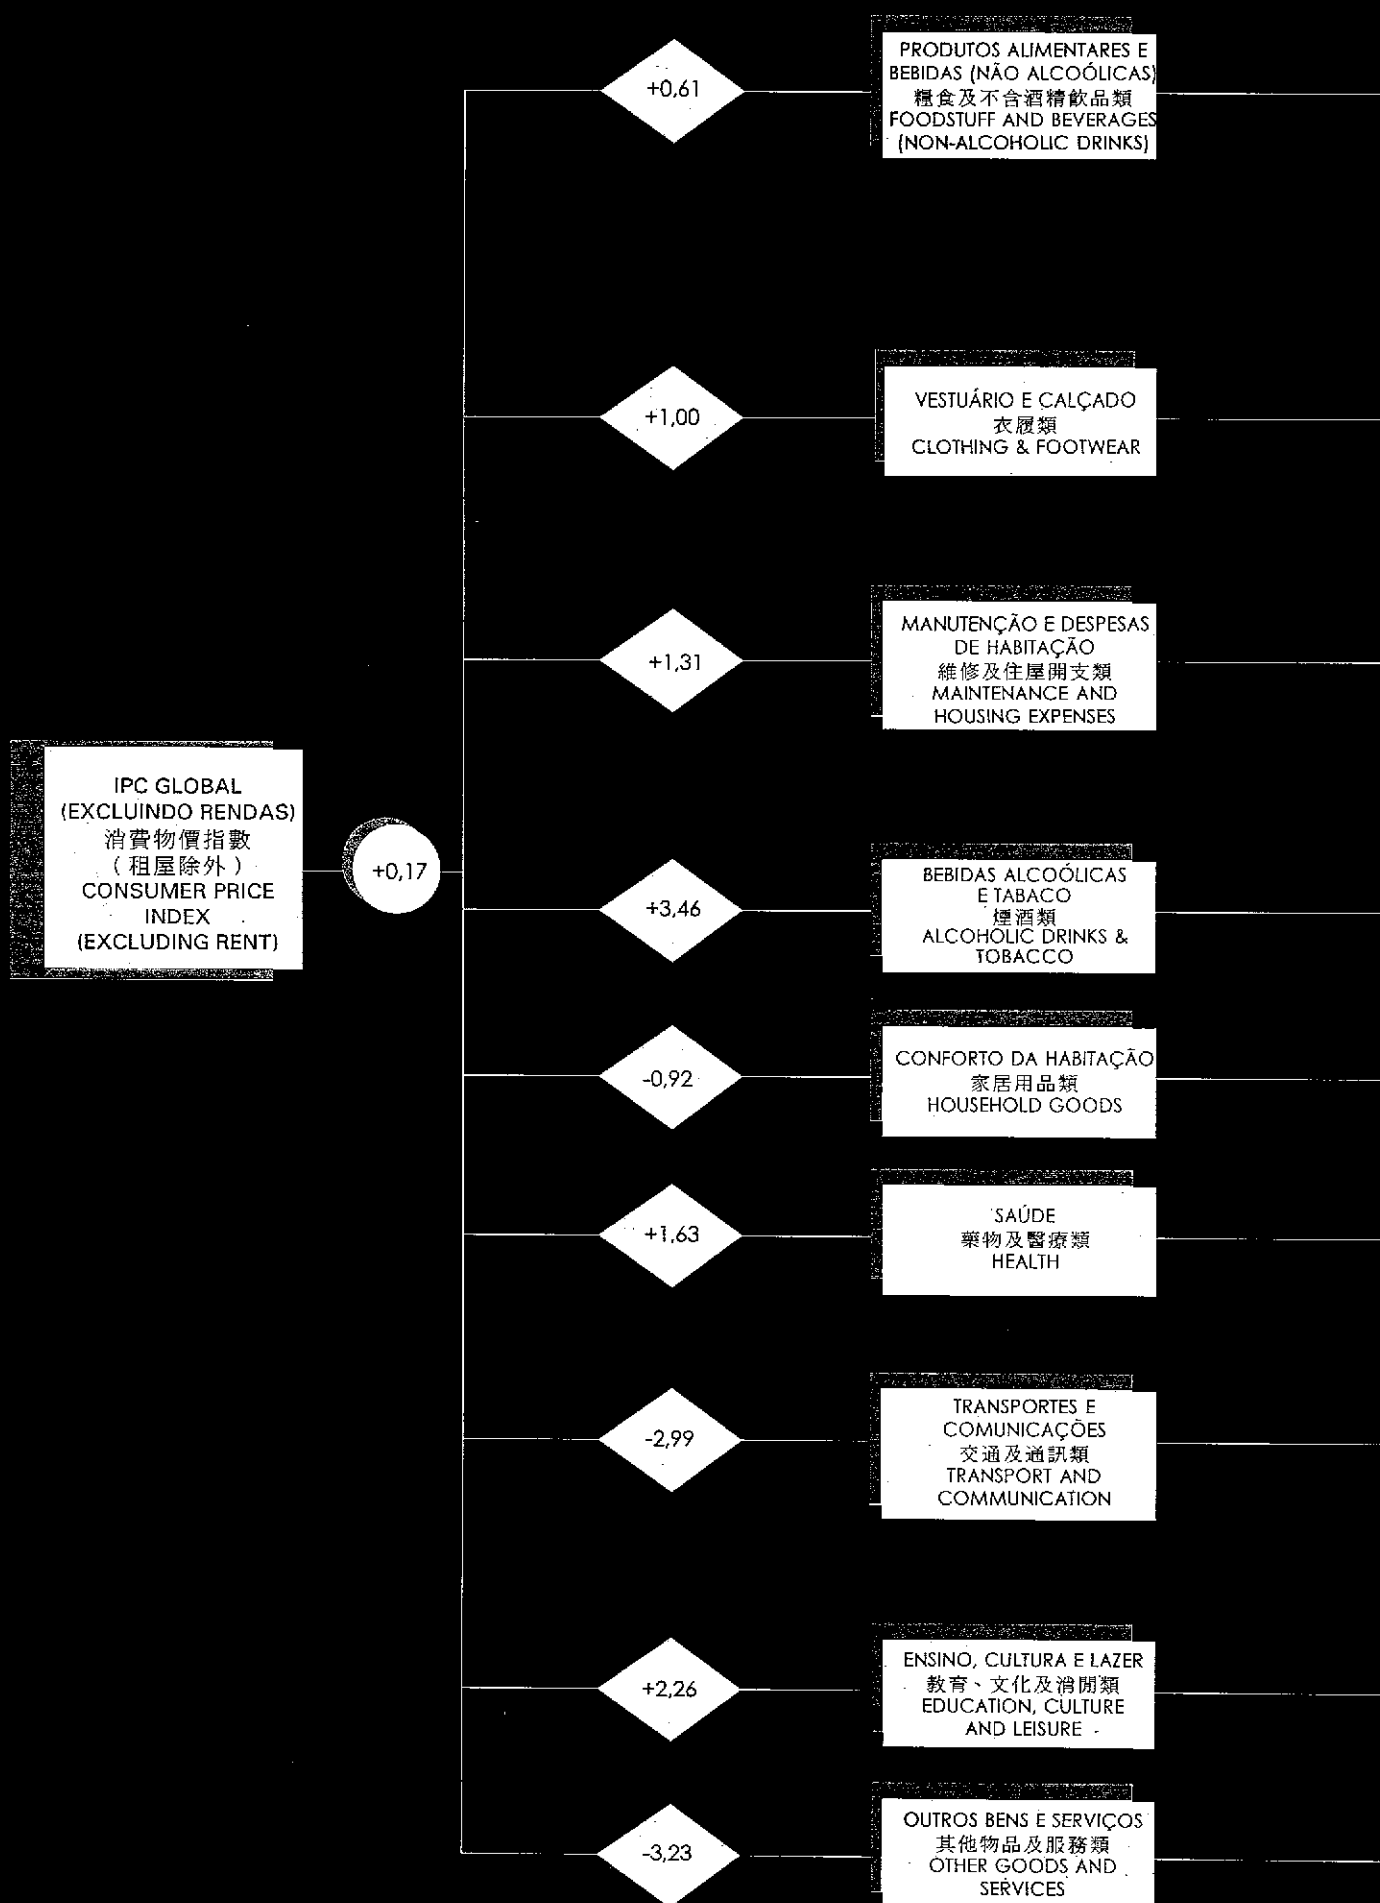 +0,61
PRODUTOS ALIMENTARES E
BEBIDAS (NÃO ALCOÓLICAS)
糧食及不含酒精飲品類
FOODSTUFF AND BEVERAGES
(NON-ALCOHOLIC DRINKS)
+1,00
VESTUÁRIO E CALÇADO
衣履類
CLOTHING & FOOTWEAR
+1,31
MANUTENÇÃO E DESPESAS
DE HABITAÇÃO
維修及住屋開支類
MAINTENANCE AND
HOUSING EXPENSES
IPC GLOBAL
(EXCLUINDO RENDAS)
消費物價指數
（租屋除外）
CONSUMER PRICE
INDEX
(EXCLUDING RENT)
+0,17
+3,46
BEBIDAS ALCOÓLICAS
E TABACO
煙酒類
ALCOHOLIC DRINKS &
TOBACCO
-0,92
CONFORTO DA HABITAÇÃO
家居用品類
HOUSEHOLD GOODS
+1,63
SAÚDE
藥物及醫療類
HEALTH
-2,99
TRANSPORTES E
COMUNICAÇÕES
交通及通訊類
TRANSPORT AND
COMMUNICATION
+2,26
ENSINO, CULTURA E LAZER
教育、文化及消閒類
EDUCATION, CULTURE
AND LEISURE
-3,23
OUTROS BENS E SERVIÇOS
其他物品及服務類
OTHER GOODS AND
SERVICES